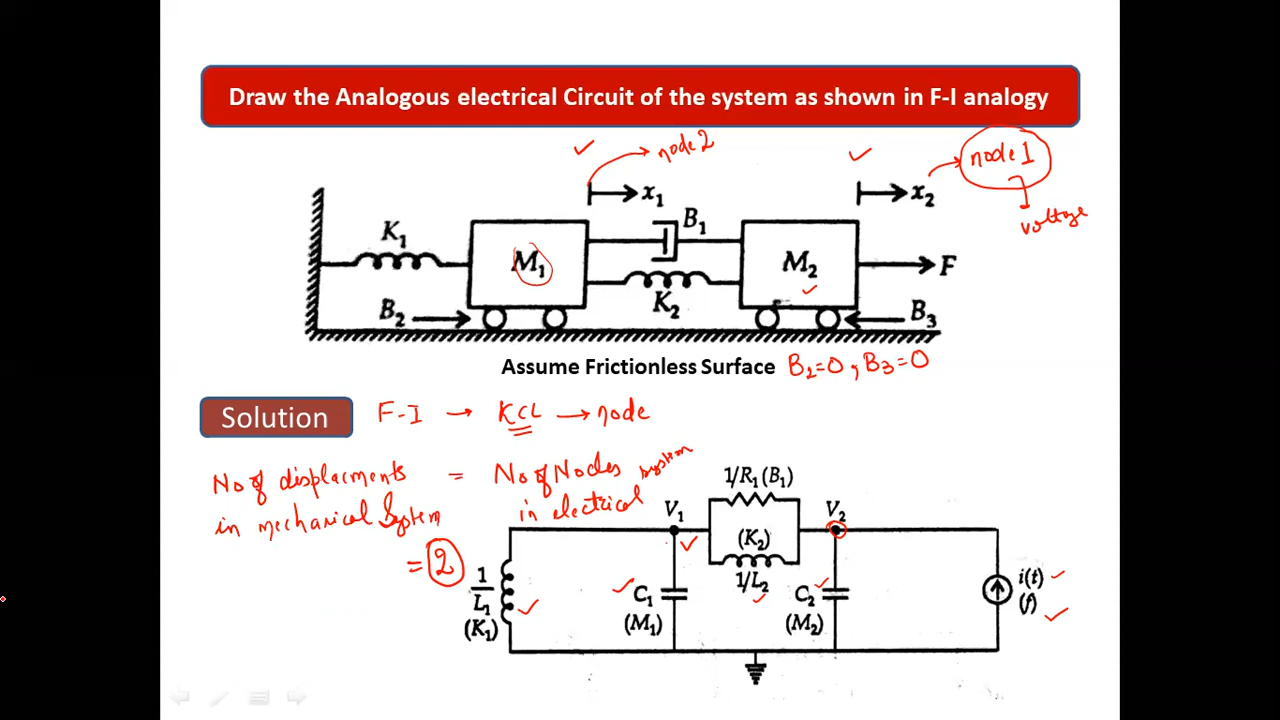 Draw the Analogous electrical Circuit of the system as shown in F-I analogy
node 2
node 1
voltage
x1
x2
K1
M1
B1
K2
M2
F
B2
B3
Assume Frictionless Surface B2=0, B3=0
Solution
F-I → KCL → node
No of displacments = No of Nodes system
in mechanical System in electrical
= 2
1/R1(B1)
V1
V2
(K2)
1/L2
1
L1
(K1)
C1
(M1)
C2
(M2)
i(t)
(f)